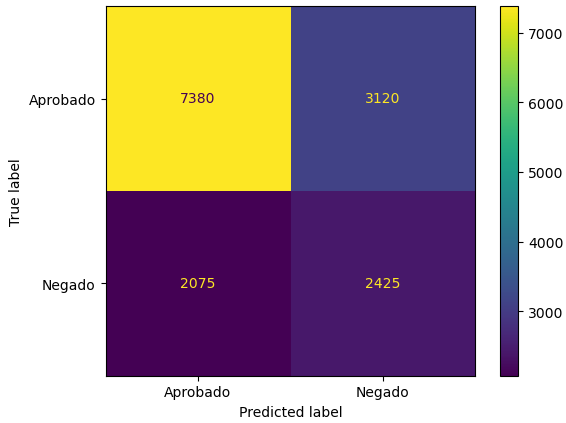 True label
Aprobado
7380
3120
Negado
2075
2425
Aprobado
Negado
Predicted label
7000
6000
5000
4000
3000